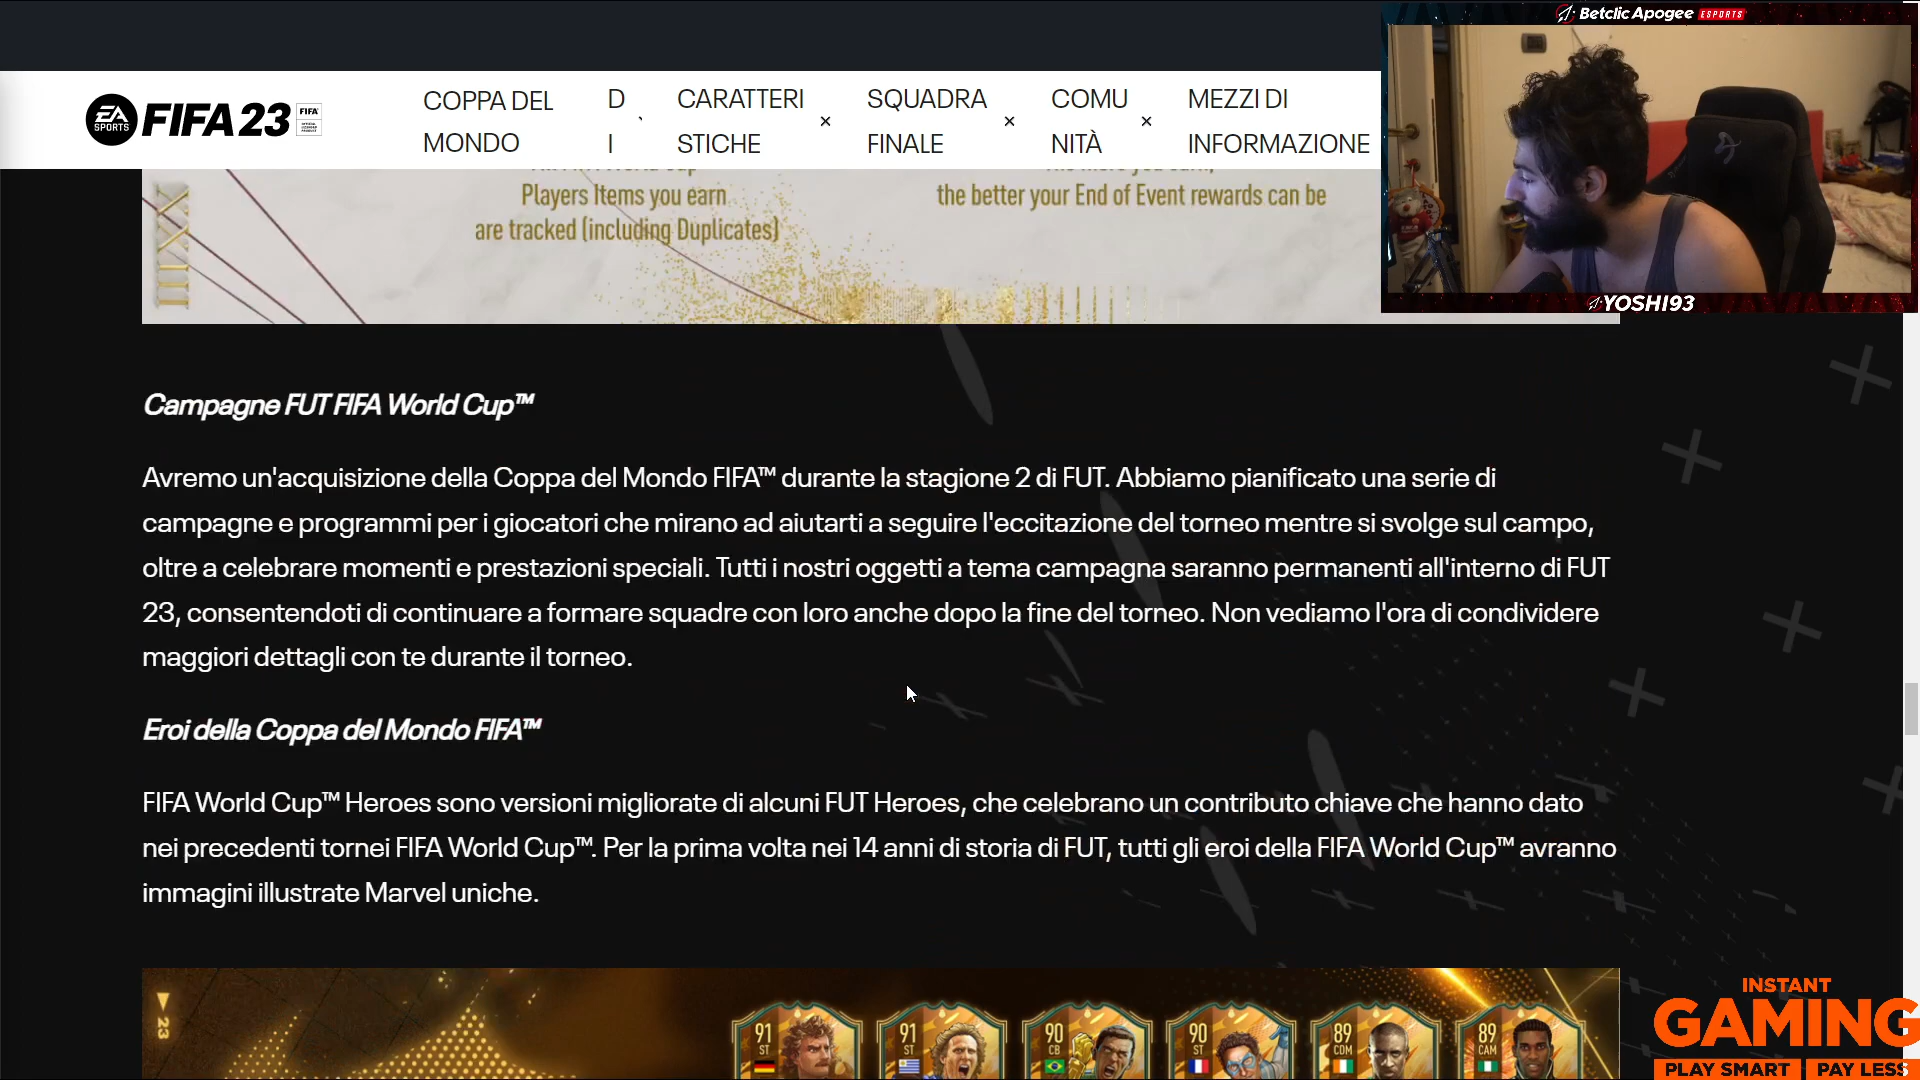 Betclic Apogee ESPORTS
EA SPORTS FIFA 23 FIFA
COPPA DEL MONDO
D I
CARATTERI STICHE
SQUADRA FINALE
COMU NITÀ
MEZZI DI INFORMAZIONE
Players Items you earn
are tracked (including Duplicates)
the better your End of Event rewards can be
YOSHI93
Campagne FUT FIFA World Cup™
Avremo un'acquisizione della Coppa del Mondo FIFA™ durante la stagione 2 di FUT. Abbiamo pianificato una serie di
campagne e programmi per i giocatori che mirano ad aiutarti a seguire l'eccitazione del torneo mentre si svolge sul campo,
oltre a celebrare momenti e prestazioni speciali. Tutti i nostri oggetti a tema campagna saranno permanenti all'interno di FUT
23, consentendoti di continuare a formare squadre con loro anche dopo la fine del torneo. Non vediamo l'ora di condividere
maggiori dettagli con te durante il torneo.
Eroi della Coppa del Mondo FIFA™
FIFA World Cup™ Heroes sono versioni migliorate di alcuni FUT Heroes, che celebrano un contributo chiave che hanno dato
nei precedenti tornei FIFA World Cup™. Per la prima volta nei 14 anni di storia di FUT, tutti gli eroi della FIFA World Cup™ avranno
immagini illustrate Marvel uniche.
23
91 ST
91 ST
90 CB
90 ST
89 CDM
89 CAM
INSTANT
GAMING
PLAY SMART PAY LESS